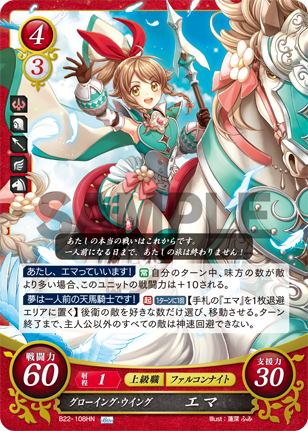 4
3
SAMPLE
あたしの本当の戦いはこれからです。
一人前になる日まで、あたしの旅は終わりません!
あたし、エマっていいます! 常 自分のターン中、味方の数が敵
より多い場合、このユニットの戦闘力は+10される。
夢は一人前の天馬騎士です! 起 [1ターンに1回] 【手札の『エマ』を1枚退避
エリアに置く】後衛の敵を好きな数だけ選び、移動させる。ターン
終了まで、主人公以外のすべての敵は神速回避できない。
戦闘力
60
射程 1
上級職
ファルコンナイト
支援力
30
グローイング・ウイング エマ
B22-108HN
Illust:蓮深 ふみ